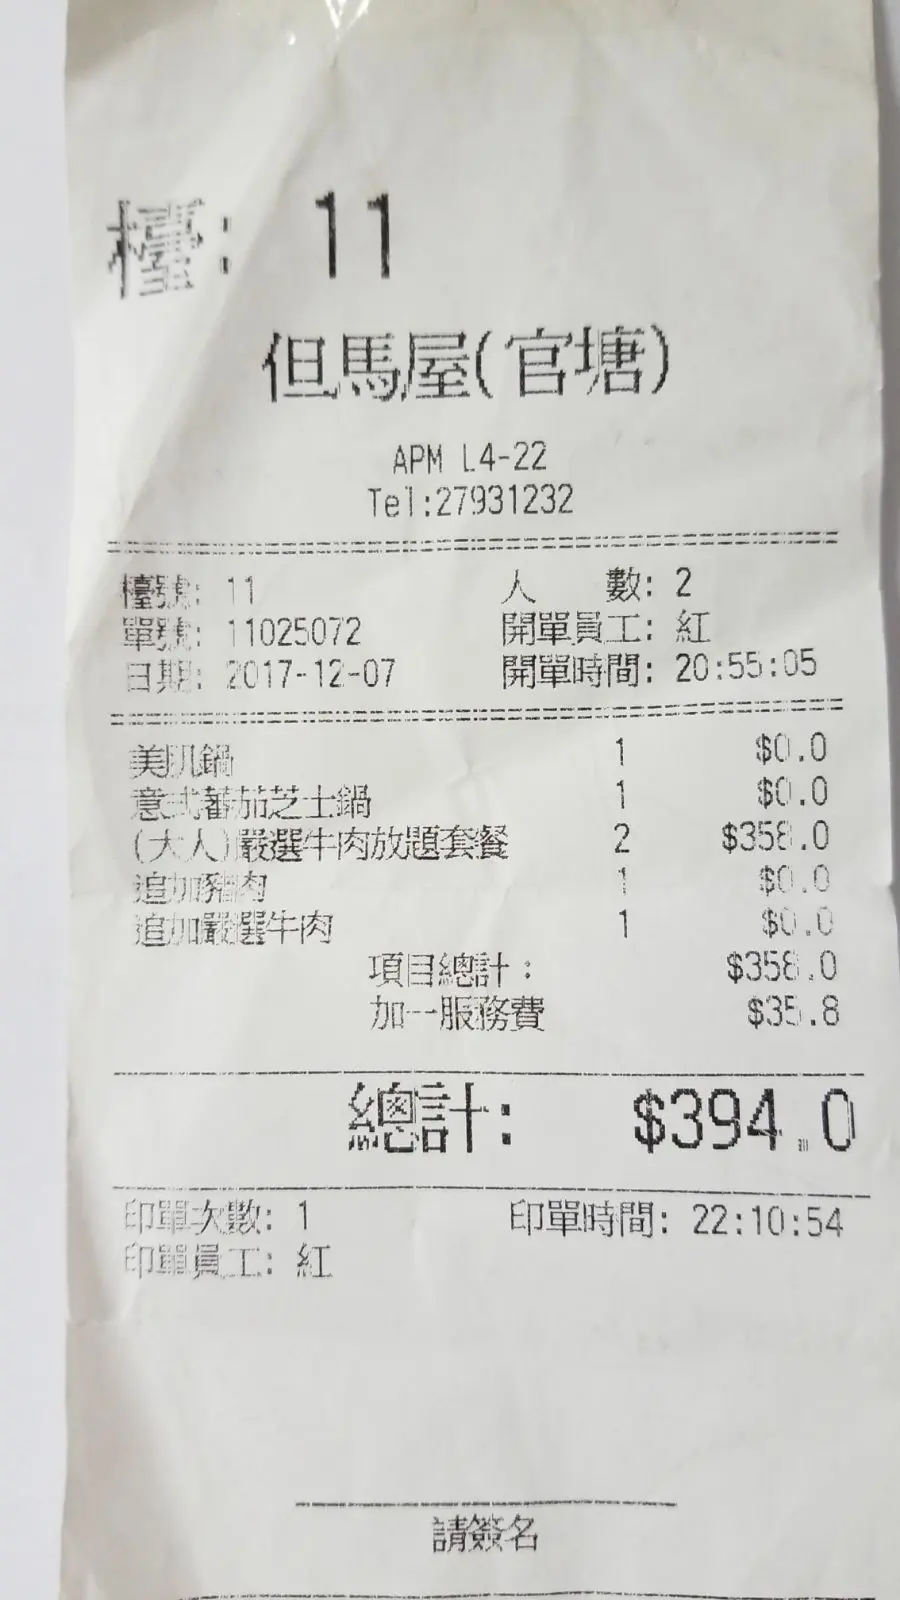 檯: 11
但馬屋(官塘)
APM L4-22
Tel:27931232
檯號: 11 人 數: 2
單號: 11025072 開單員工: 紅
日期: 2017-12-07 開單時間: 20:55:05
美肌鍋 1 $0.0
意式蕃茄芝士鍋 1 $0.0
(大人)嚴選牛肉放題套餐 2 $358.0
追加豬肉 1 $0.0
追加嚴選牛肉 1 $0.0
項目總計: $358.0
加一服務費 $35.8
總計: $394.0
印單次數: 1 印單時間: 22:10:54
印單員工: 紅
請簽名